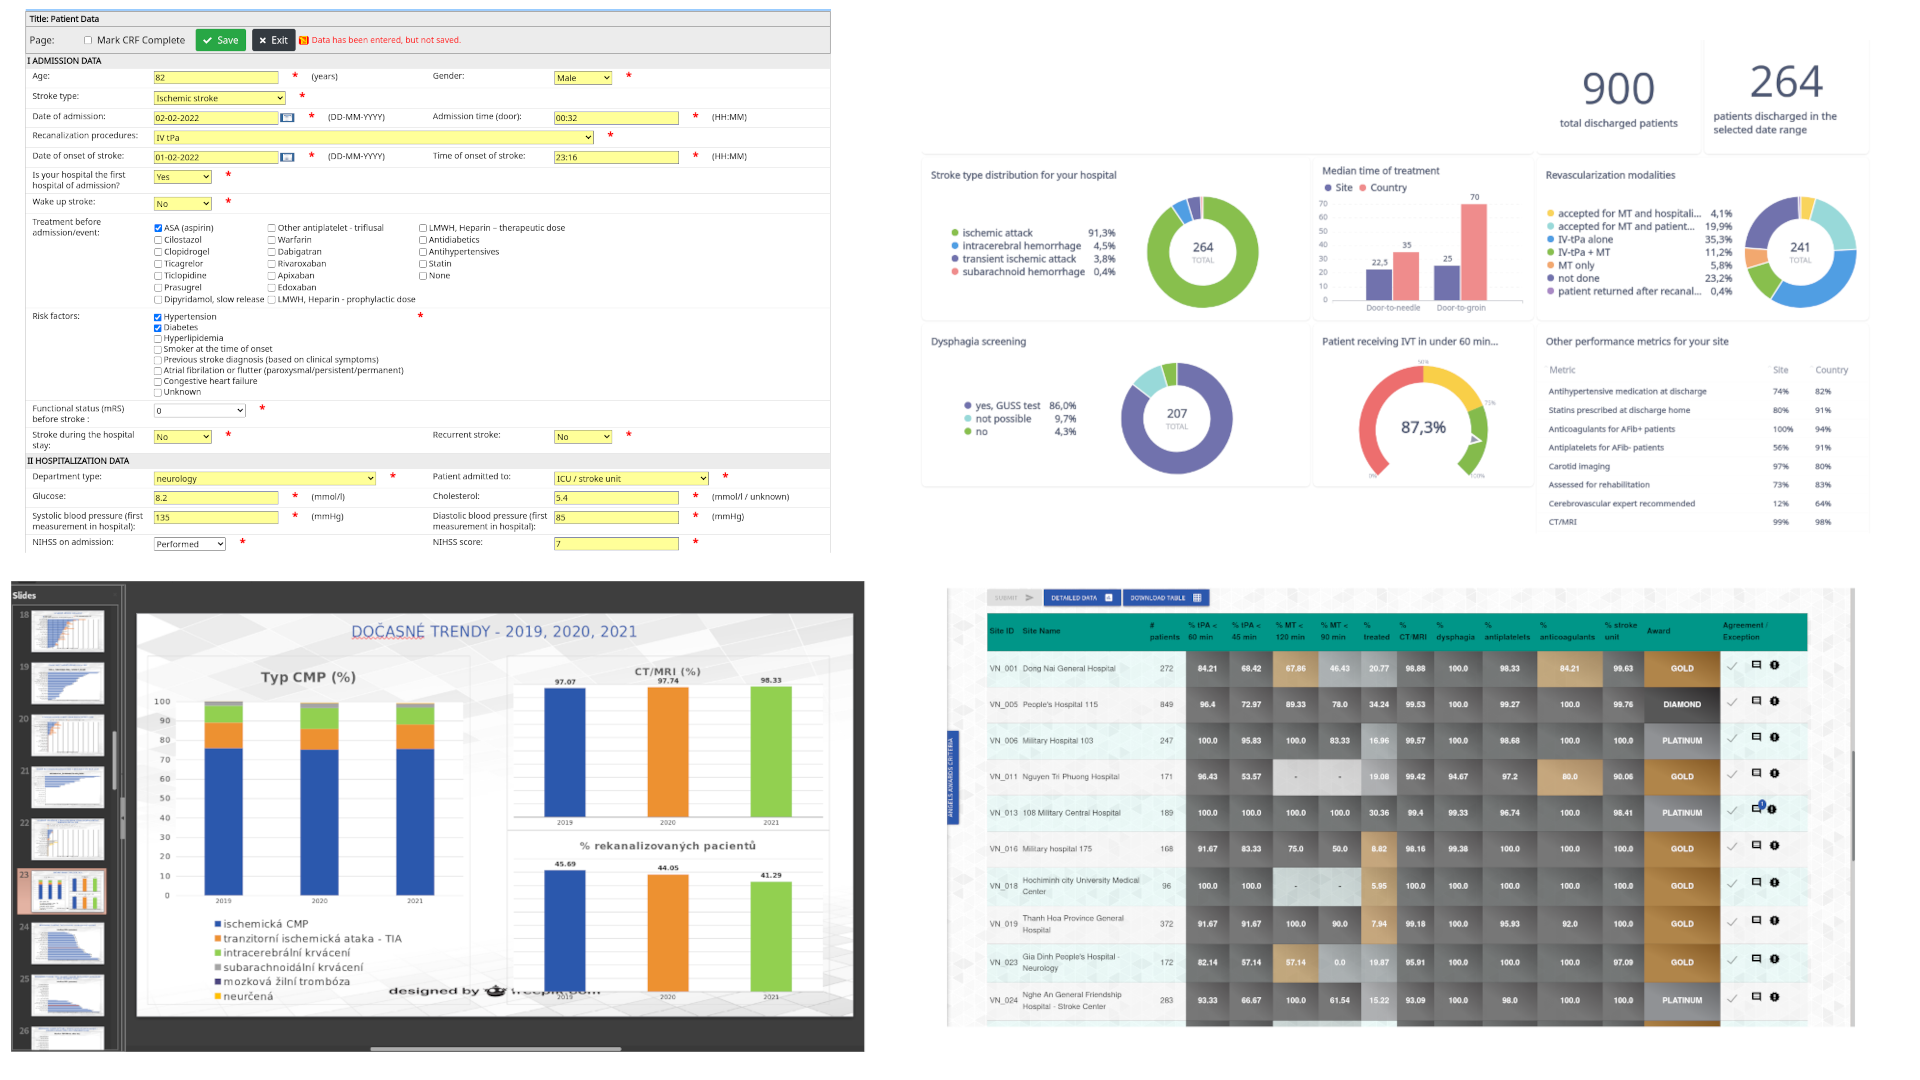 Title: Patient Data
Page: Mark CRF Complete Save Exit Data has been entered, but not saved.
I ADMISSION DATA
Age: 82 * (years) Gender: Male *
Stroke type: Ischemic stroke *
Date of admission: 02-02-2022 * (DD-MM-YYYY) Admission time (door): 00:32 * (HH:MM)
Recanalization procedures: IV tPa *
Date of onset of stroke: 01-02-2022 * (DD-MM-YYYY) Time of onset of stroke: 23:16 * (HH:MM)
Is your hospital the first hospital of admission? Yes *
Wake up stroke: No *
Treatment before admission/event:
ASA (aspirin) Other antiplatelet - triflusal LMWH, Heparin – therapeutic dose
Cilostazol Warfarin Antidiabetics
Clopidrogel Dabigatran Antihypertensives
Ticagrelor Rivaroxaban Statin
Ticlopidine Apixaban None
Prasugrel Edoxaban
Dipyridamol, slow release LMWH, Heparin - prophylactic dose
Risk factors: *
Hypertension
Diabetes
Hyperlipidemia
Smoker at the time of onset
Previous stroke diagnosis (based on clinical symptoms)
Atrial fibrilation or flutter (paroxysmal/persistent/permanent)
Congestive heart failure
Unknown
Functional status (mRS) before stroke : 0 *
Stroke during the hospital stay: No * Recurrent stroke: No *
II HOSPITALIZATION DATA
Department type: neurology * Patient admitted to: ICU / stroke unit *
Glucose: 8.2 * (mmol/l) Cholesterol: 5.4 * (mmol/l / unknown)
Systolic blood pressure (first measurement in hospital): 135 * (mmHg) Diastolic blood pressure (first measurement in hospital): 85 * (mmHg)
NIHSS on admission: Performed * NIHSS score: 7 *
900
total discharged patients
264
patients discharged in the
selected date range
Stroke type distribution for your hospital
ischemic attack 91,3%
intracerebral hemorrhage 4,5%
transient ischemic attack 3,8%
subarachnoid hemorrhage 0,4%
264
TOTAL
Median time of treatment
Site Country
70
60
50
40
30
20
10
0
22,5 35 25 70
Door-to-needle Door-to-groin
Revascularization modalities
accepted for MT and hospitali... 4,1%
accepted for MT and patient... 19,9%
IV-tPa alone 35,3%
IV-tPa + MT 11,2%
MT only 5,8%
not done 23,2%
patient returned after recanal... 0,4%
241
TOTAL
Dysphagia screening
yes, GUSS test 86,0%
not possible 9,7%
no 4,3%
207
TOTAL
Patient receiving IVT in under 60 min...
0% 50% 75% 100%
87,3%
Other performance metrics for your site
Metric Site Country
Antihypertensive medication at discharge 74% 82%
Statins prescribed at discharge home 80% 91%
Anticoagulants for AFib+ patients 100% 94%
Antiplatelets for AFib- patients 56% 91%
Carotid imaging 97% 80%
Assessed for rehabilitation 73% 83%
Cerebrovascular expert recommended 12% 64%
CT/MRI 99% 98%
Slides
18
19
20
21
22
23
24
25
26
DOČASNÉ TRENDY - 2019, 2020, 2021
Typ CMP (%)
100
90
80
70
60
50
40
30
20
10
0
2019 2020 2021
ischemická CMP
tranzitorní ischemická ataka - TIA
intracerebrální krvácení
subarachnoidální krvácení
mozková žilní trombóza
neurčená
CT/MRI (%)
97.07 97.74 98.33
2019 2020 2021
% rekanalizovaných pacientů
45.69 44.05 41.29
2019 2020 2021
designed by freepik.com
SUBMIT DETAILED DATA DOWNLOAD TABLE
ANGELS AWARDS CRITERIA
Site ID Site Name # patients % tPA < 60 min % tPA < 45 min % MT < 120 min % MT < 90 min % treated % CT/MRI % dysphagia % antiplatelets % anticoagulants % stroke unit Award Agreement / Exception
VN_001 Dong Nai General Hospital 272 84.21 68.42 67.86 46.43 20.77 98.88 100.0 98.33 84.21 99.63 GOLD
VN_005 People's Hospital 115 849 96.4 72.97 89.33 78.0 34.24 99.53 100.0 99.27 100.0 99.76 DIAMOND
VN_006 Military Hospital 103 247 100.0 95.83 100.0 83.33 16.96 99.57 100.0 98.68 100.0 100.0 PLATINUM
VN_011 Nguyen Tri Phuong Hospital 171 96.43 53.57 - - 19.08 99.42 94.67 97.2 80.0 90.06 GOLD
VN_013 108 Military Central Hospital 189 100.0 100.0 100.0 100.0 30.36 99.4 99.33 96.74 100.0 98.41 PLATINUM 1
VN_016 Military hospital 175 168 91.67 83.33 75.0 50.0 8.82 98.16 99.38 100.0 100.0 100.0 GOLD
VN_018 Hochiminh city University Medical Center 96 100.0 100.0 - - 5.95 100.0 100.0 100.0 100.0 100.0 GOLD
VN_019 Thanh Hoa Province General Hospital 372 91.67 91.67 100.0 90.0 7.94 99.18 100.0 95.93 92.0 100.0 GOLD
VN_023 Gia Dinh People's Hospital - Neurology 172 82.14 57.14 57.14 0.0 19.87 95.91 100.0 100.0 100.0 97.09 GOLD
VN_024 Nghe An General Friendship Hospital - Stroke Center 283 93.33 66.67 100.0 61.54 15.22 93.09 100.0 98.0 100.0 100.0 PLATINUM